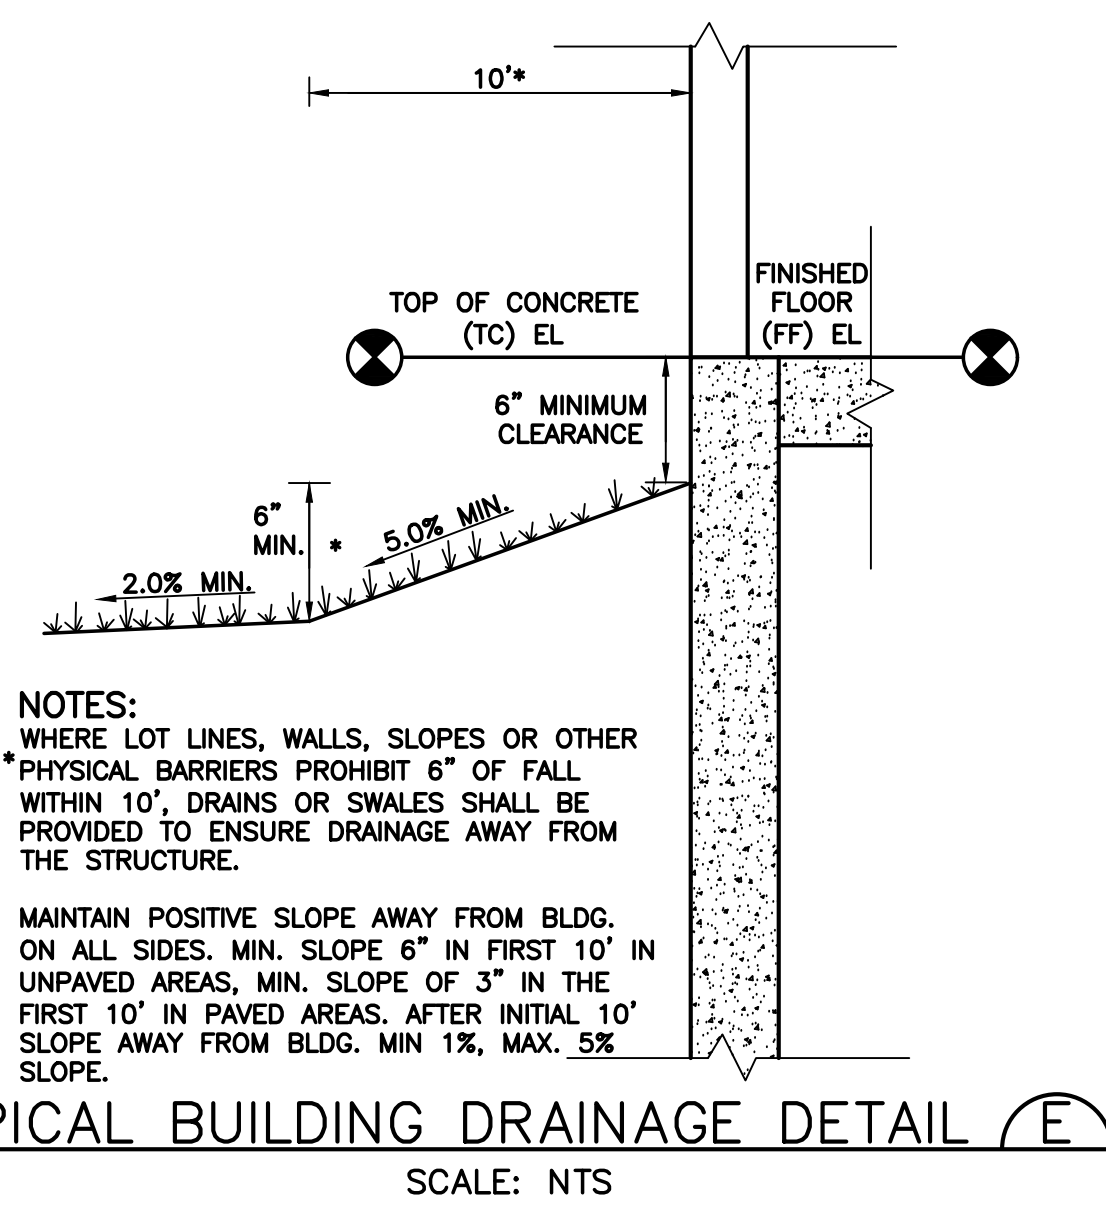 10'*
FINISHED
FLOOR
(FF) EL
TOP OF CONCRETE
(TC) EL
6" MINIMUM
CLEARANCE
6"
MIN. *
5.0% MIN.
2.0% MIN.
NOTES:
WHERE LOT LINES, WALLS, SLOPES OR OTHER
*PHYSICAL BARRIERS PROHIBIT 6" OF FALL
WITHIN 10', DRAINS OR SWALES SHALL BE
PROVIDED TO ENSURE DRAINAGE AWAY FROM
THE STRUCTURE.
MAINTAIN POSITIVE SLOPE AWAY FROM BLDG.
ON ALL SIDES. MIN. SLOPE 6" IN FIRST 10' IN
UNPAVED AREAS, MIN. SLOPE OF 3" IN THE
FIRST 10' IN PAVED AREAS. AFTER INITIAL 10'
SLOPE AWAY FROM BLDG. MIN 1%, MAX. 5%
SLOPE.
PICAL BUILDING DRAINAGE DETAIL E
SCALE: NTS